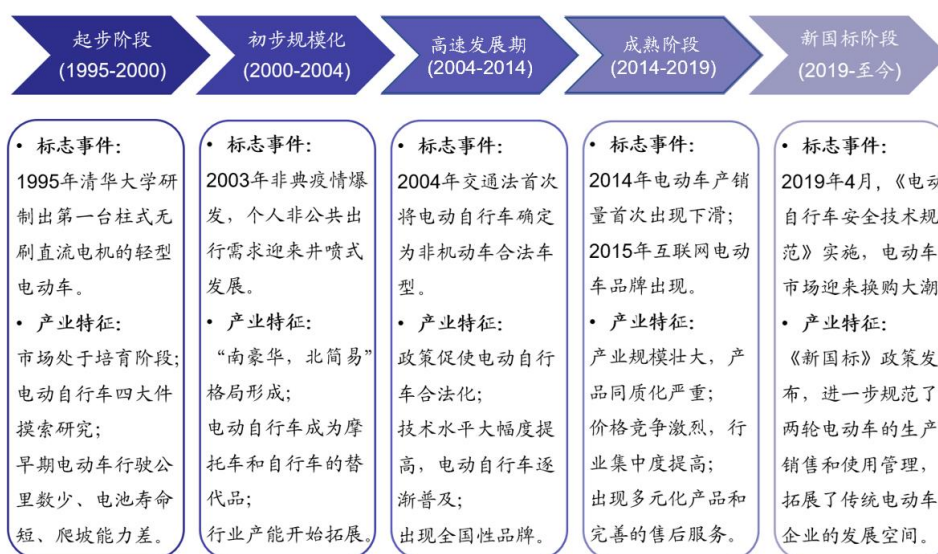 起步阶段
(1995-2000)
初步规模化
(2000-2004)
高速发展期
(2004-2014)
成熟阶段
(2014-2019)
新国标阶段
(2019-至今)
• 标志事件:
1995年清华大学研
制出第一台柱式无
刷直流电机的轻型
电动车。
• 产业特征:
市场处于培育阶段;
电动自行车四大件
摸索研究;
早期电动车行驶公
里数少、电池寿命
短、爬坡能力差。
• 标志事件:
2003年非典疫情爆
发，个人非公共出
行需求迎来井喷式
发展。
• 产业特征:
“南豪华，北简易”
格局形成;
电动自行车成为摩
托车和自行车的替
代品;
行业产能开始拓展。
• 标志事件:
2004年交通法首次
将电动自行车确定
为非机动车合法车
型。
• 产业特征:
政策促使电动自行
车合法化;
技术水平大幅度提
高，电动自行车逐
渐普及;
出现全国性品牌。
• 标志事件:
2014年电动车产销
量首次出现下滑;
2015年互联网电动
车品牌出现。
• 产业特征:
产业规模壮大，产
品同质化严重;
价格竞争激烈，行
业集中度提高;
出现多元化产品和
完善的售后服务。
• 标志事件:
2019年4月，《电动
自行车安全技术规
范》实施，电动车
市场迎来换购大潮
• 产业特征:
《新国标》政策发
布，进一步规范了
两轮电动车的生产
销售和使用管理，
拓展了传统电动车
企业的发展空间。